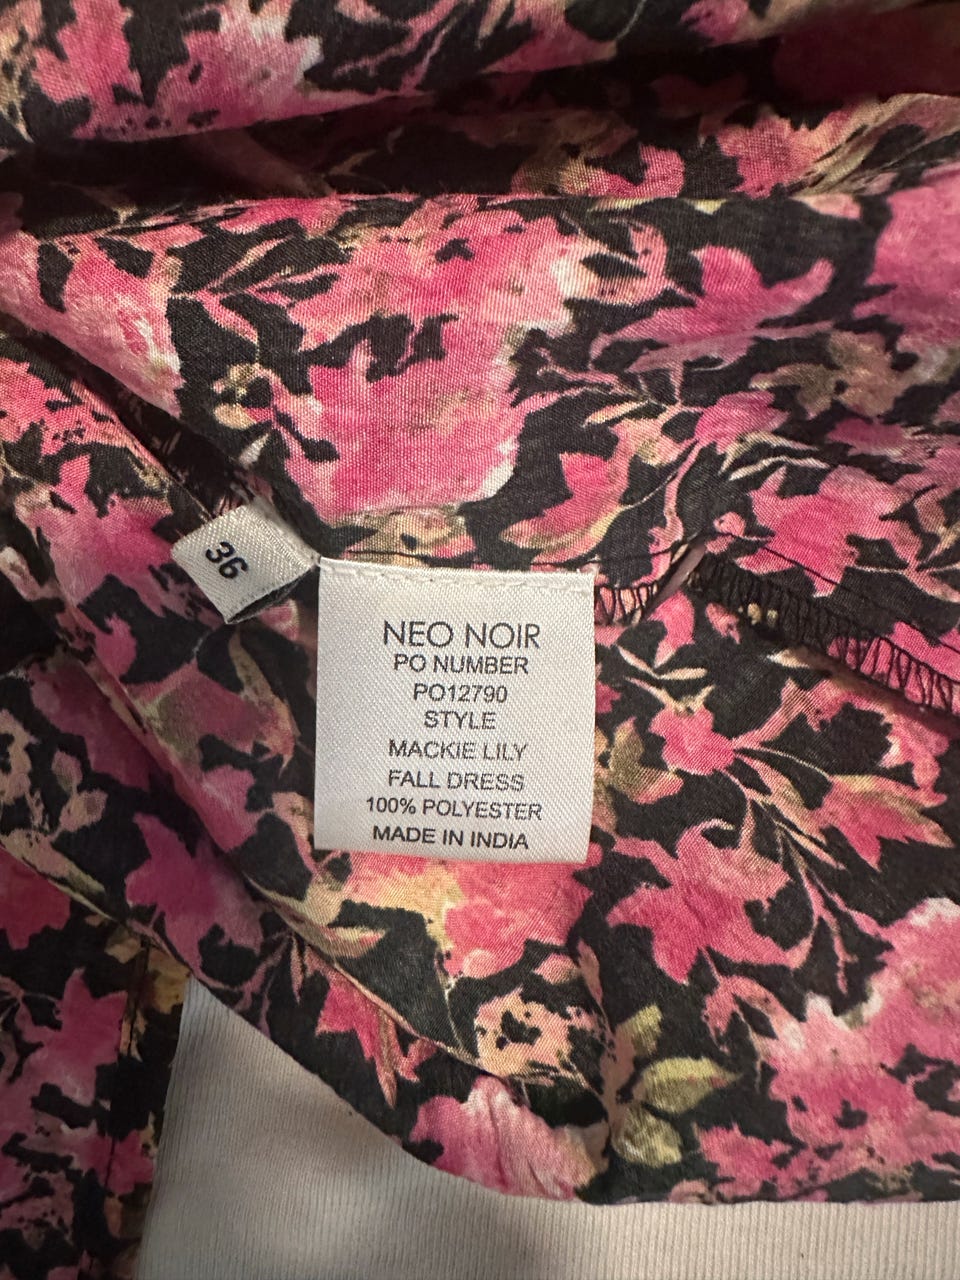 36
NEO NOIR
PO NUMBER
PO12790
STYLE
MACKIE LILY
FALL DRESS
100% POLYESTER
MADE IN INDIA